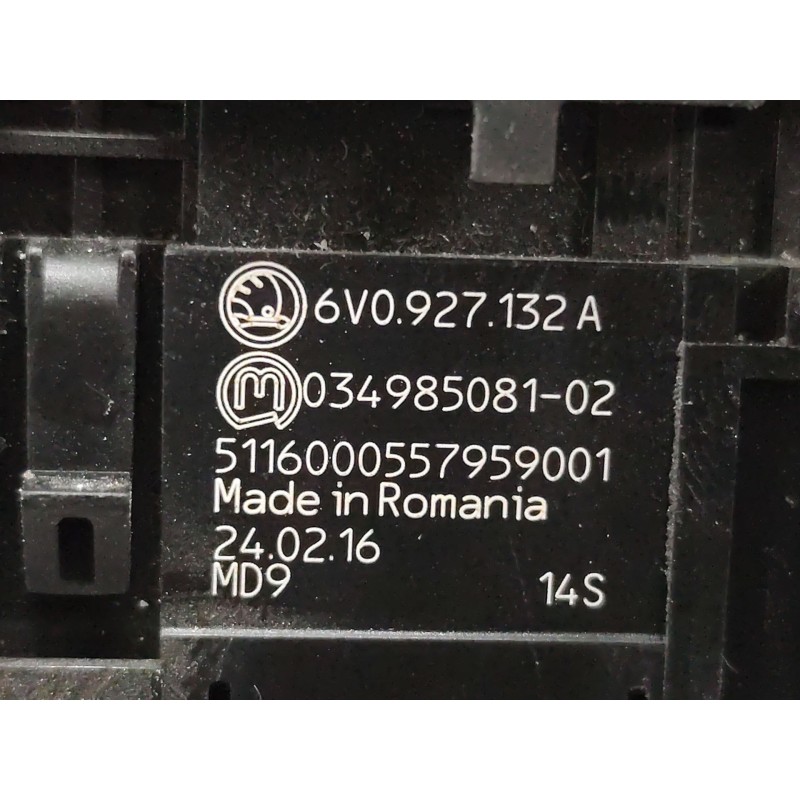 6V0.927.132 A
034985081-02
5116000557959001
Made in Romania
24.02.16
MD9 14S